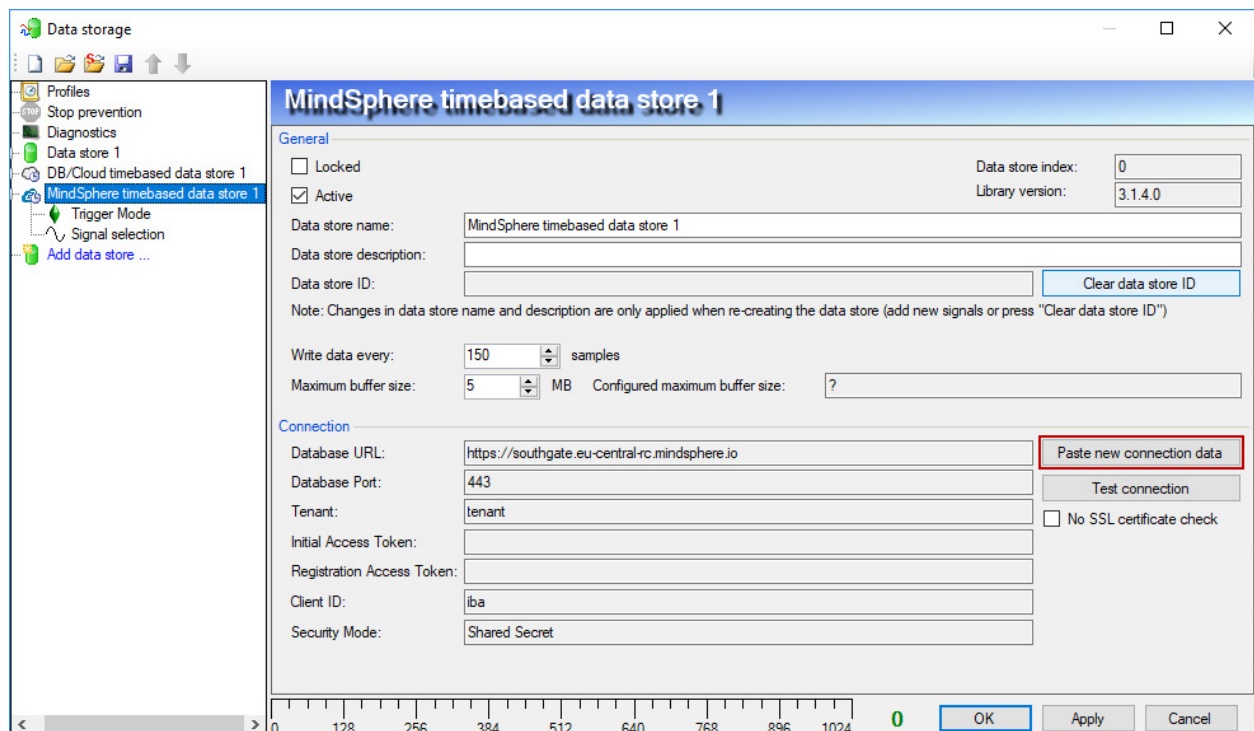 Data storage
Profiles
STOP Stop prevention
Diagnostics
Data store 1
DB/Cloud timebased data store 1
MindSphere timebased data store 1
Trigger Mode
Signal selection
Add data store ...
MindSphere timebased data store 1
General
Locked
Data store index: 0
Active
Library version: 3.1.4.0
Data store name: MindSphere timebased data store 1
Data store description:
Data store ID: Clear data store ID
Note: Changes in data store name and description are only applied when re-creating the data store (add new signals or press "Clear data store ID")
Write data every: 150 samples
Maximum buffer size: 5 MB Configured maximum buffer size: ?
Connection
Database URL: https://southgate.eu-central-rc.mindsphere.io Paste new connection data
Database Port: 443 Test connection
Tenant: tenant No SSL certificate check
Initial Access Token:
Registration Access Token:
Client ID: iba
Security Mode: Shared Secret
0 128 256 384 512 640 768 896 1024 0 OK Apply Cancel